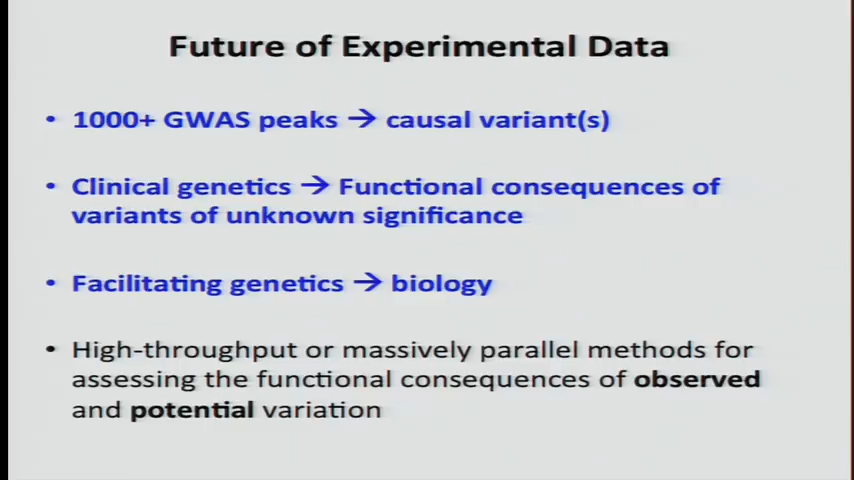 Future of Experimental Data
• 1000+ GWAS peaks → causal variant(s)
• Clinical genetics → Functional consequences of
variants of unknown significance
• Facilitating genetics → biology
• High-throughput or massively parallel methods for
assessing the functional consequences of observed
and potential variation